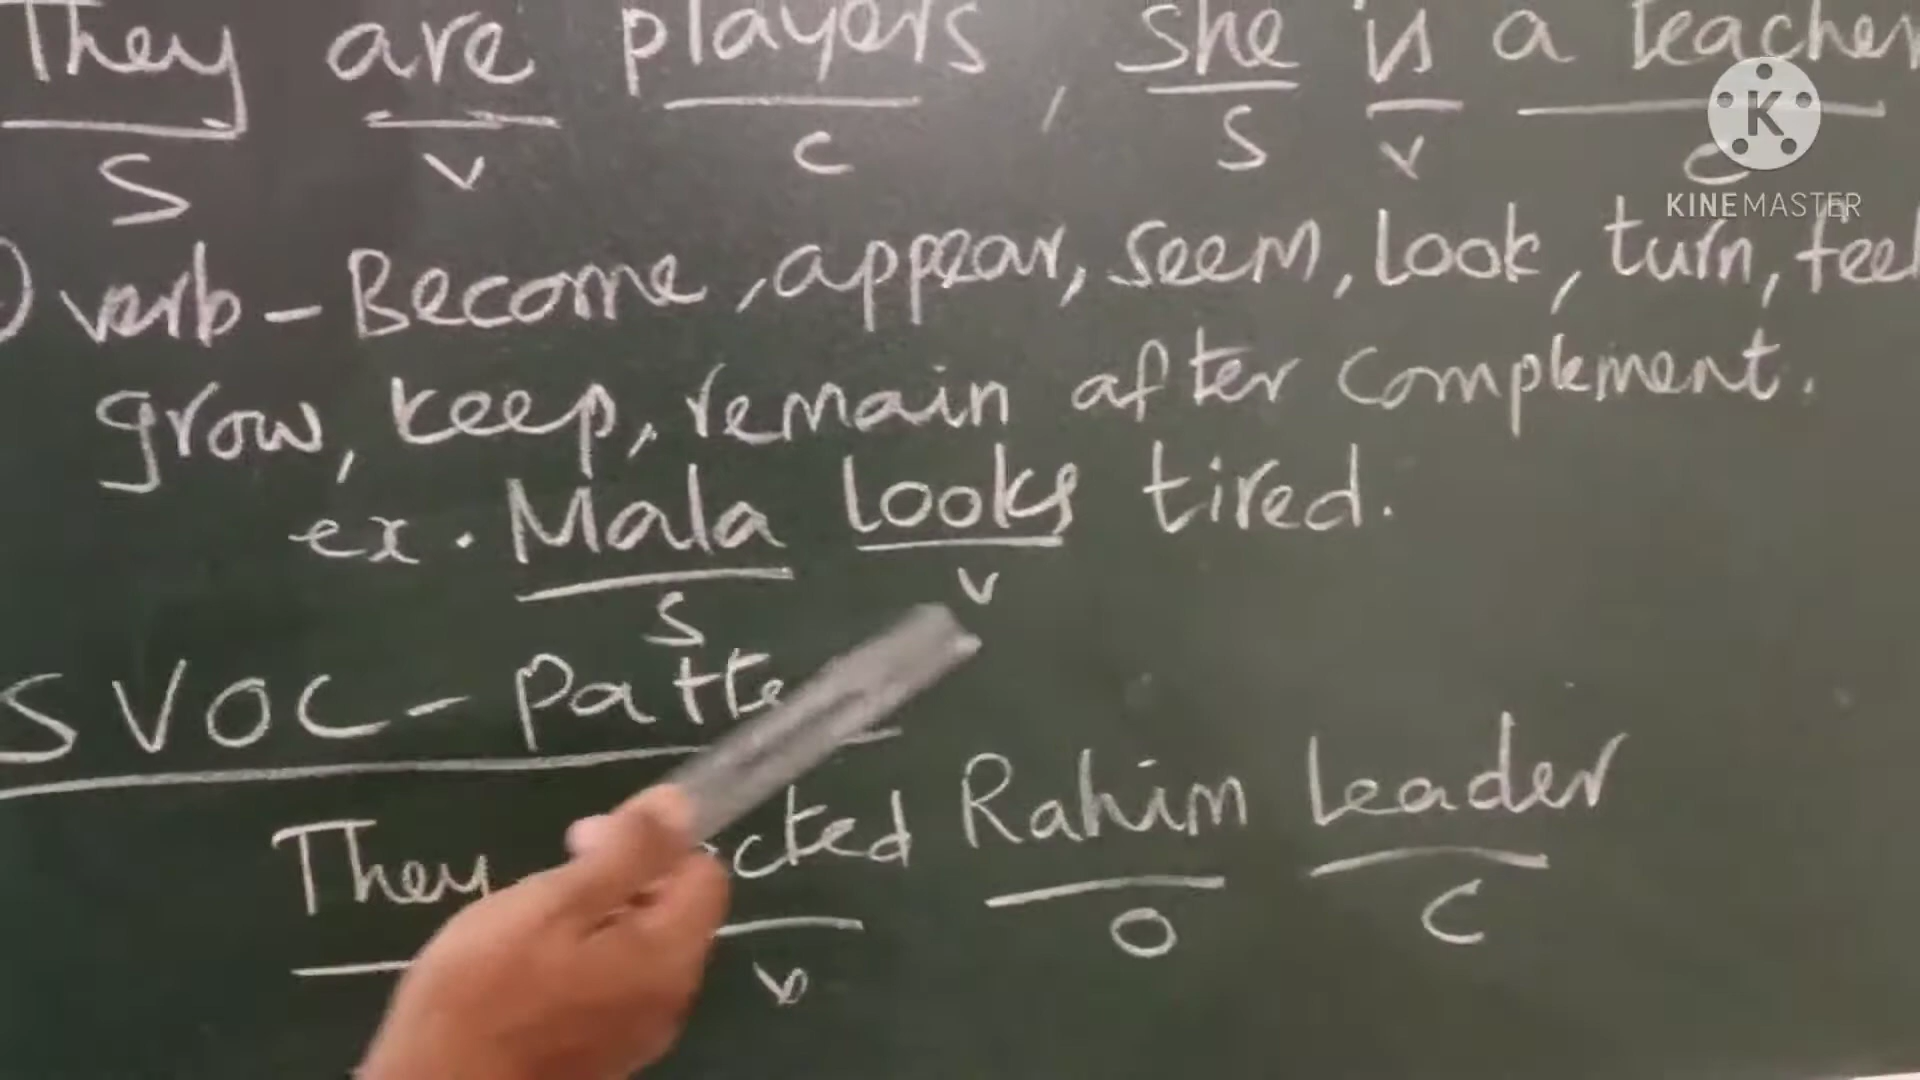 They are players, She is a teacher
S v c S v c
K
KINEMASTER
) verb - Become, appear, seem, look, turn, feel
grow, keep, remain after complement.
ex. Mala looks tired.
S v
SVOC - Patte
They cted Rahim Leader
v O C